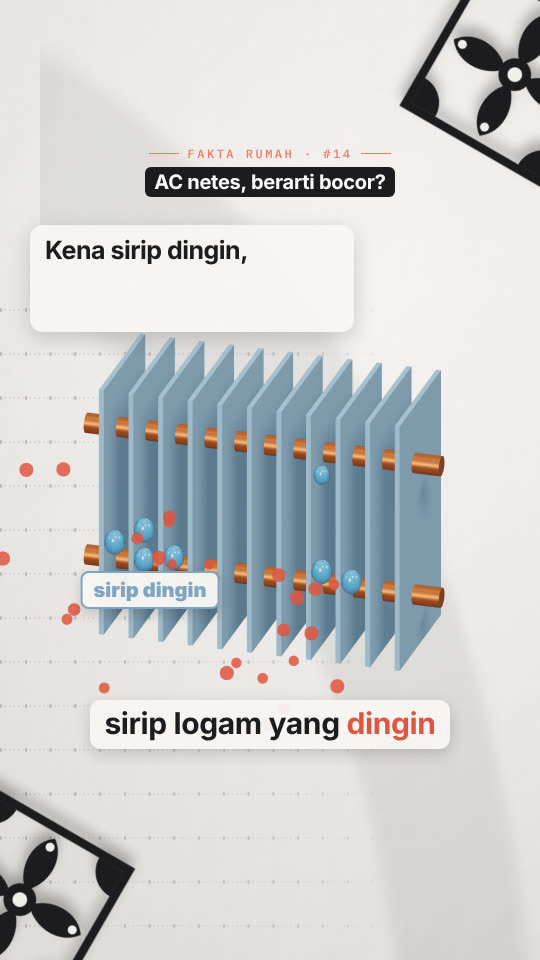 FAKTA RUMAH · #14
AC netes, berarti bocor?
Kena sirip dingin,
sirip dingin
sirip logam yang dingin